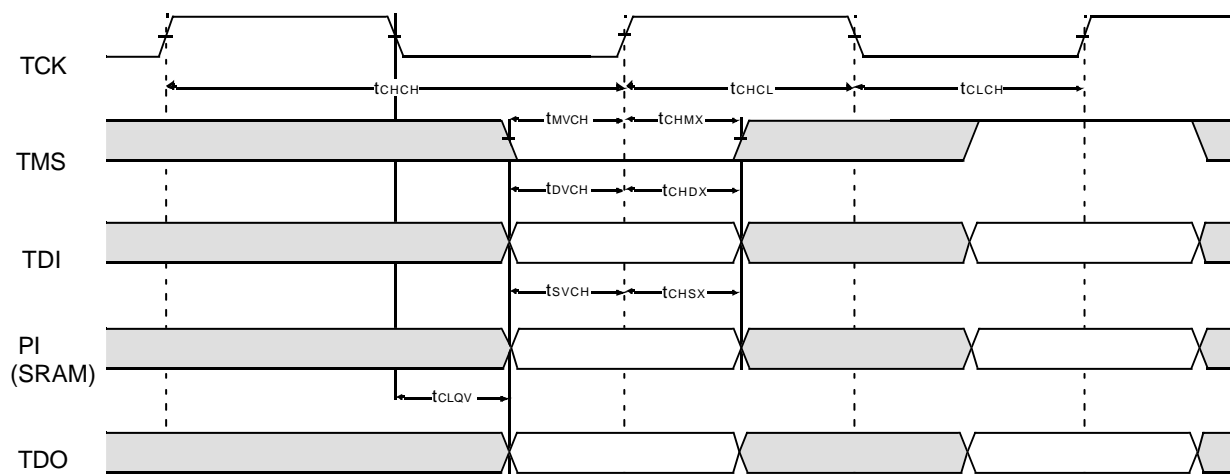 TCK
tCHCH
tCHCL
tCLCH
tMVCH
tCHMX
TMS
tDVCH
tCHDX
TDI
tSVCH
tCHSX
PI
(SRAM)
tCLQV
TDO